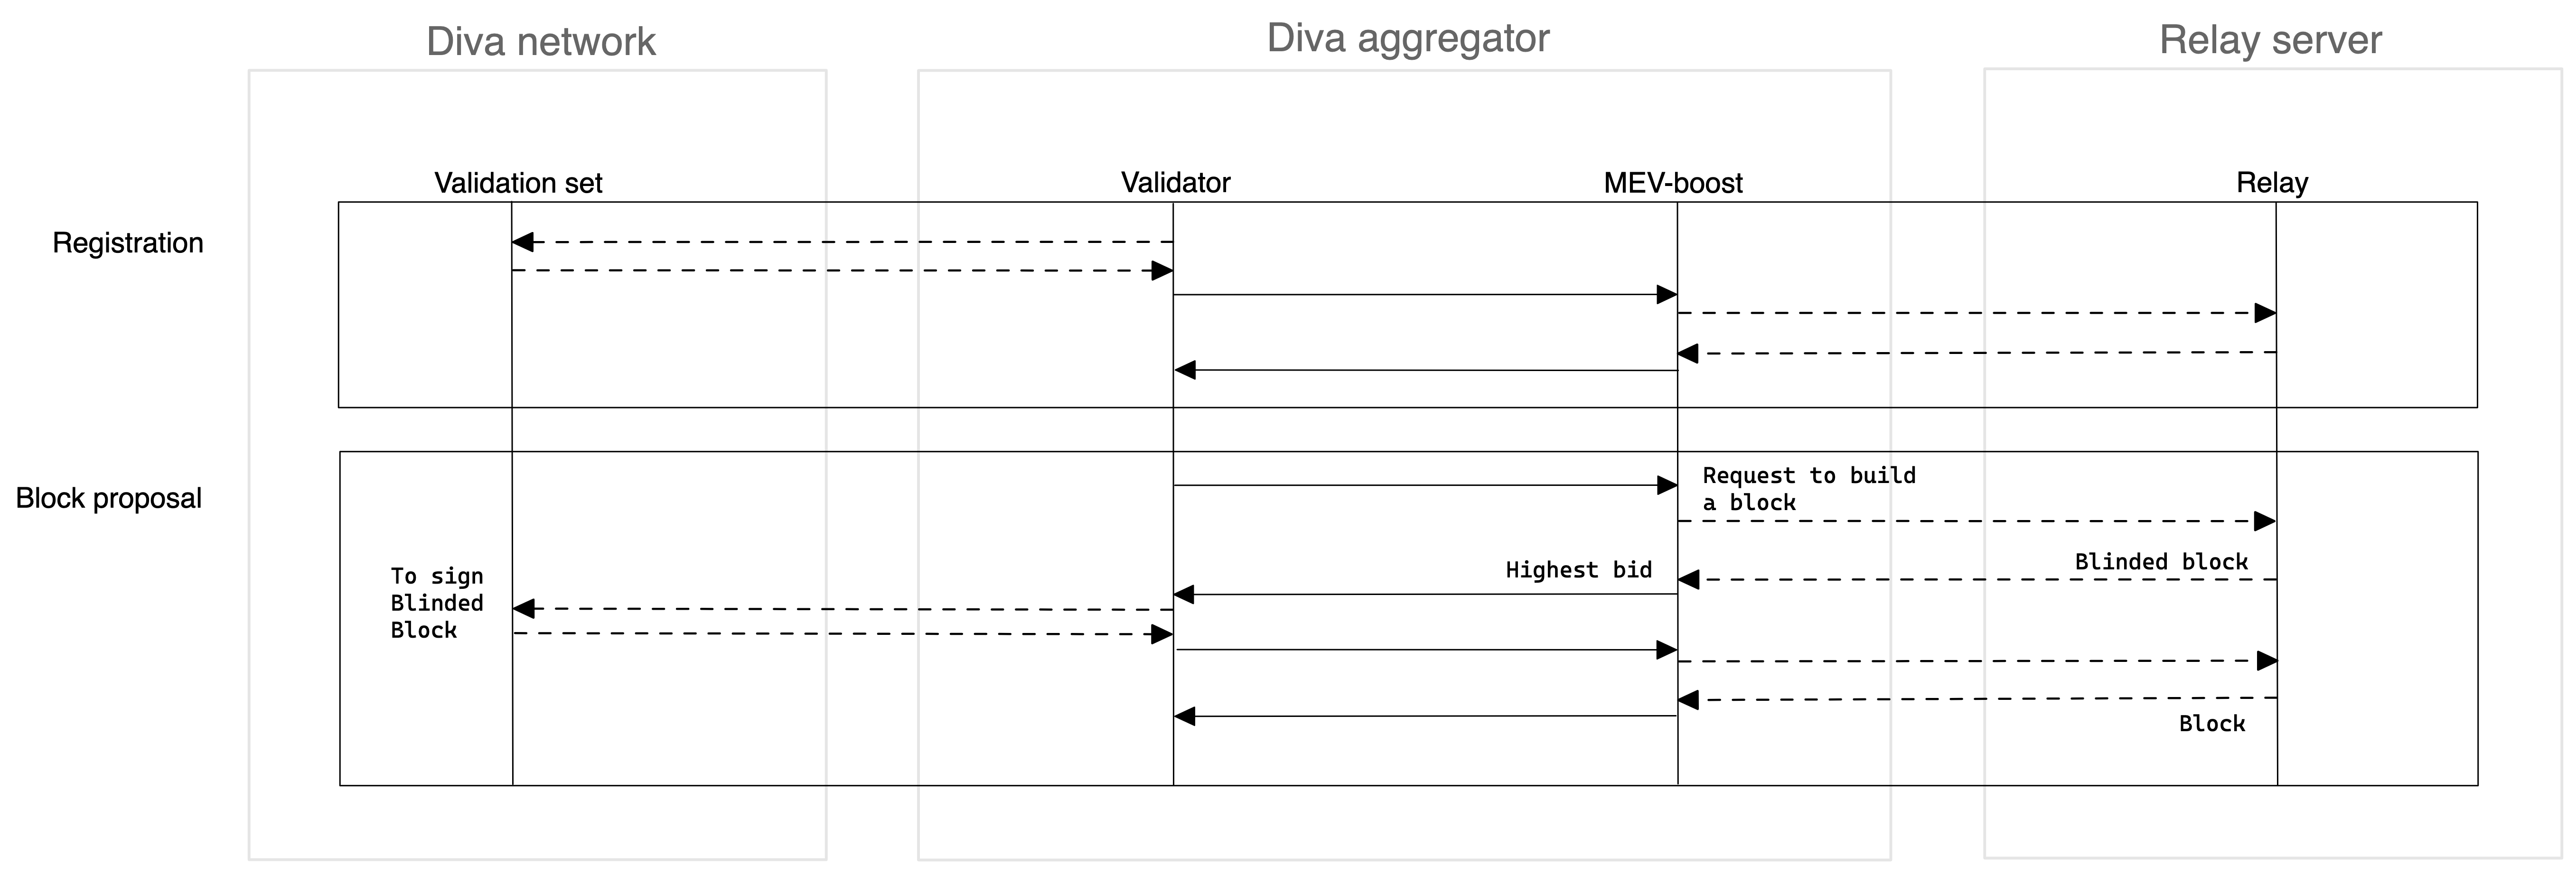 Diva network
Diva aggregator
Relay server
Validation set
Validator
MEV-boost
Relay
Registration
Block proposal
Request to build
a block
Blinded block
Highest bid
To sign
Blinded
Block
Block